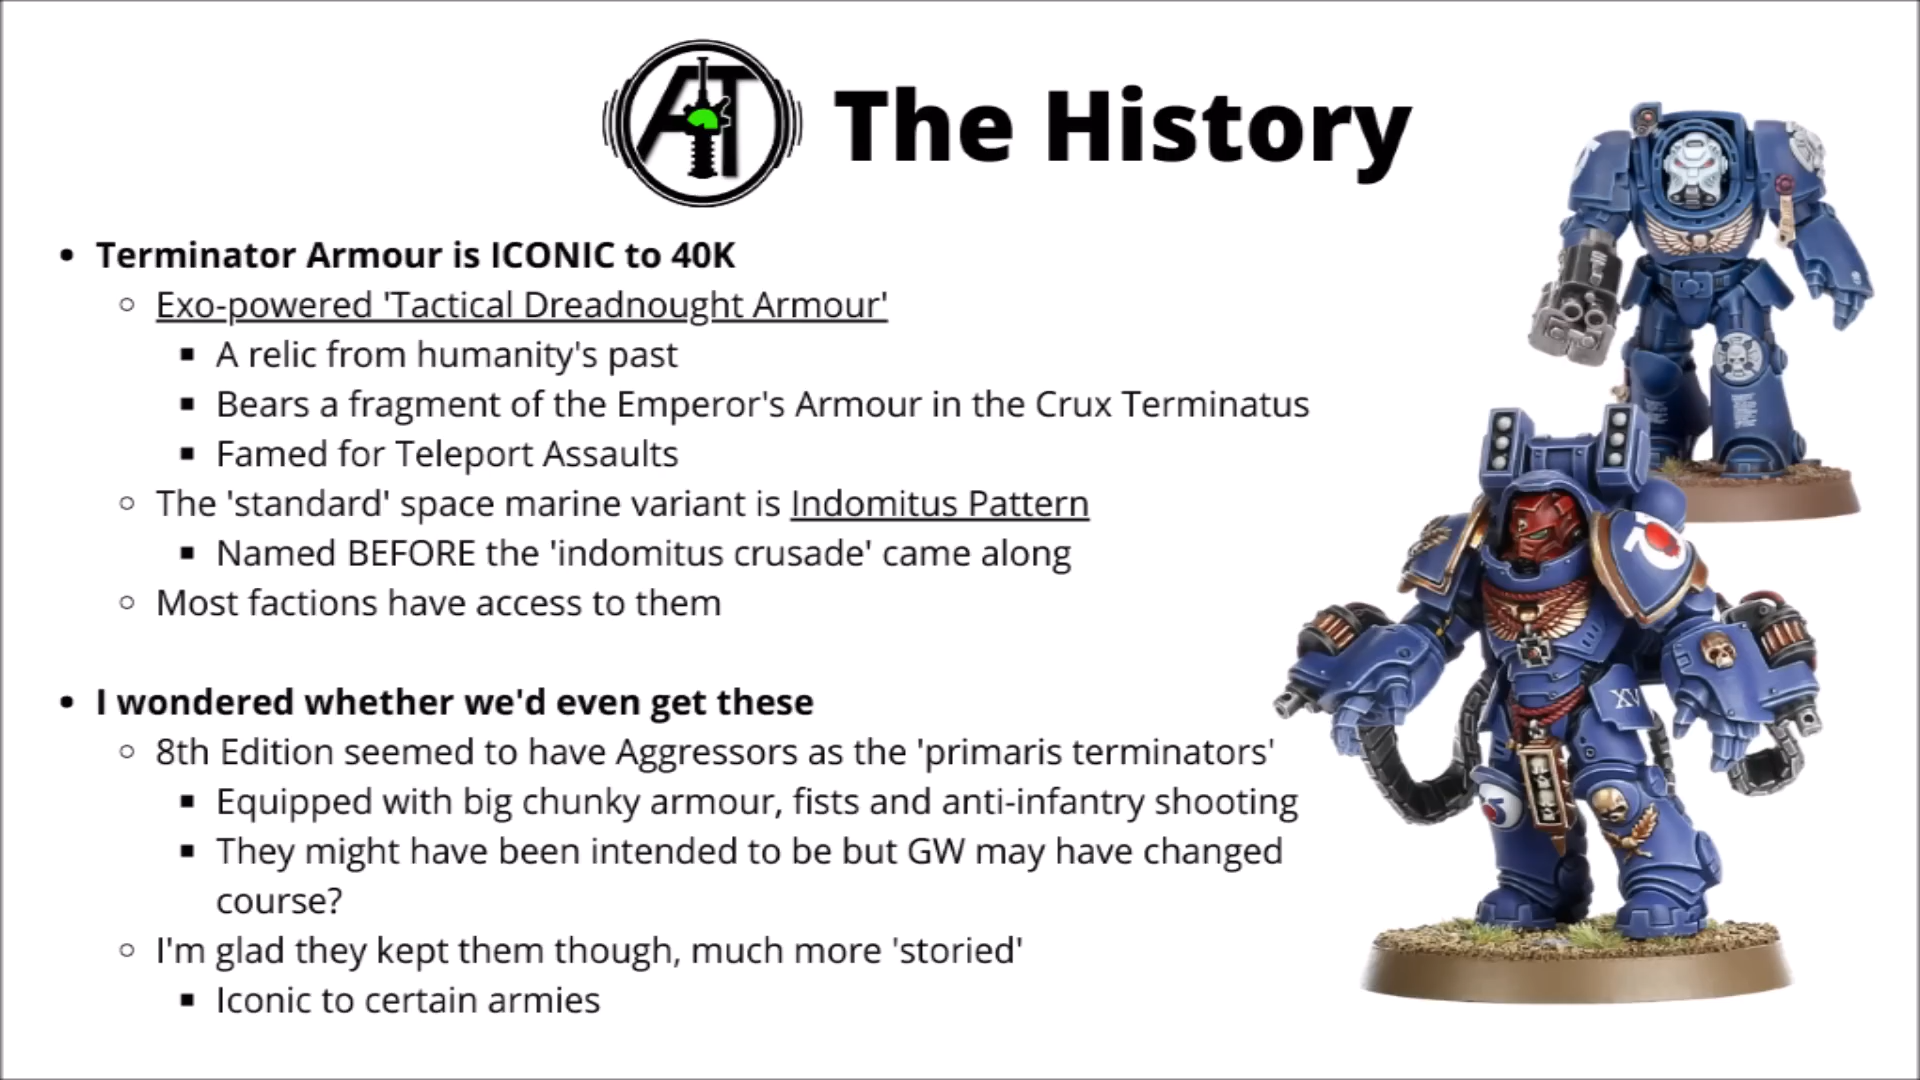 AT The History
• Terminator Armour is ICONIC to 40K
○ Exo-powered 'Tactical Dreadnought Armour'
▪ A relic from humanity's past
▪ Bears a fragment of the Emperor's Armour in the Crux Terminatus
▪ Famed for Teleport Assaults
○ The 'standard' space marine variant is Indomitus Pattern
▪ Named BEFORE the 'indomitus crusade' came along
○ Most factions have access to them
• I wondered whether we'd even get these
○ 8th Edition seemed to have Aggressors as the 'primaris terminators'
▪ Equipped with big chunky armour, fists and anti-infantry shooting
▪ They might have been intended to be but GW may have changed
course?
○ I'm glad they kept them though, much more 'storied'
▪ Iconic to certain armies
XV